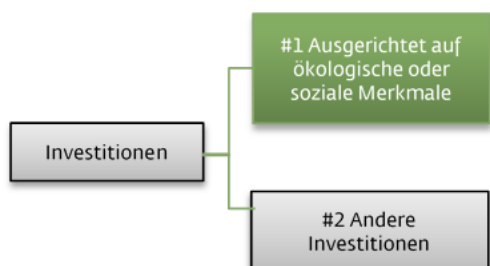 #1 Ausgerichtet auf
ökologische oder
soziale Merkmale
Investitionen
#2 Andere
Investitionen